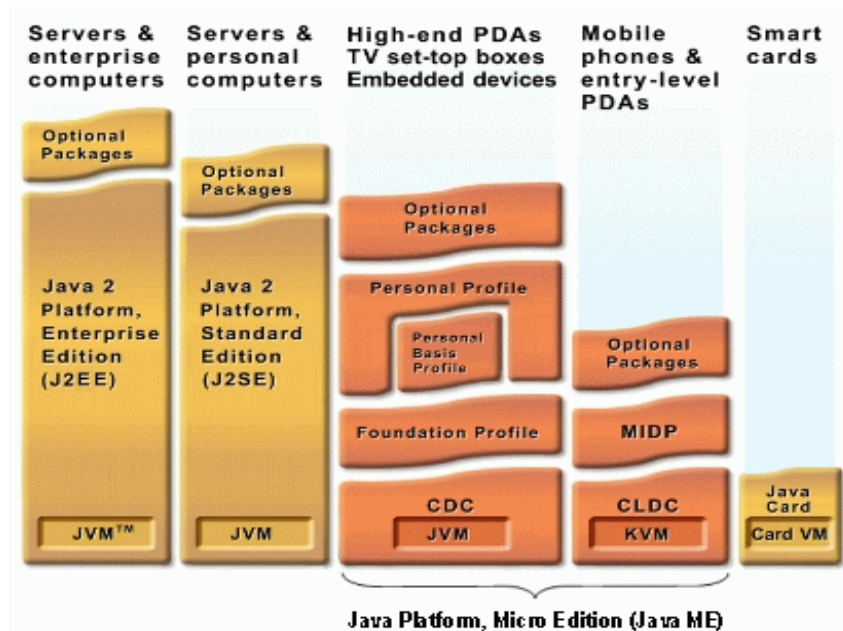 Servers &
enterprise
computers
Servers &
personal
computers
High-end PDAs
TV set-top boxes
Embedded devices
Mobile
phones &
entry-level
PDAs
Smart
cards
Optional
Packages
Java 2
Platform,
Enterprise
Edition
(J2EE)
JVM™
Optional
Packages
Java 2
Platform,
Standard
Edition
(J2SE)
JVM
Optional
Packages
Personal Profile
Personal
Basis
Profile
Foundation Profile
CDC
JVM
Optional
Packages
MIDP
CLDC
KVM
Java
Card
Card VM
Java Platform, Micro Edition (Java ME)